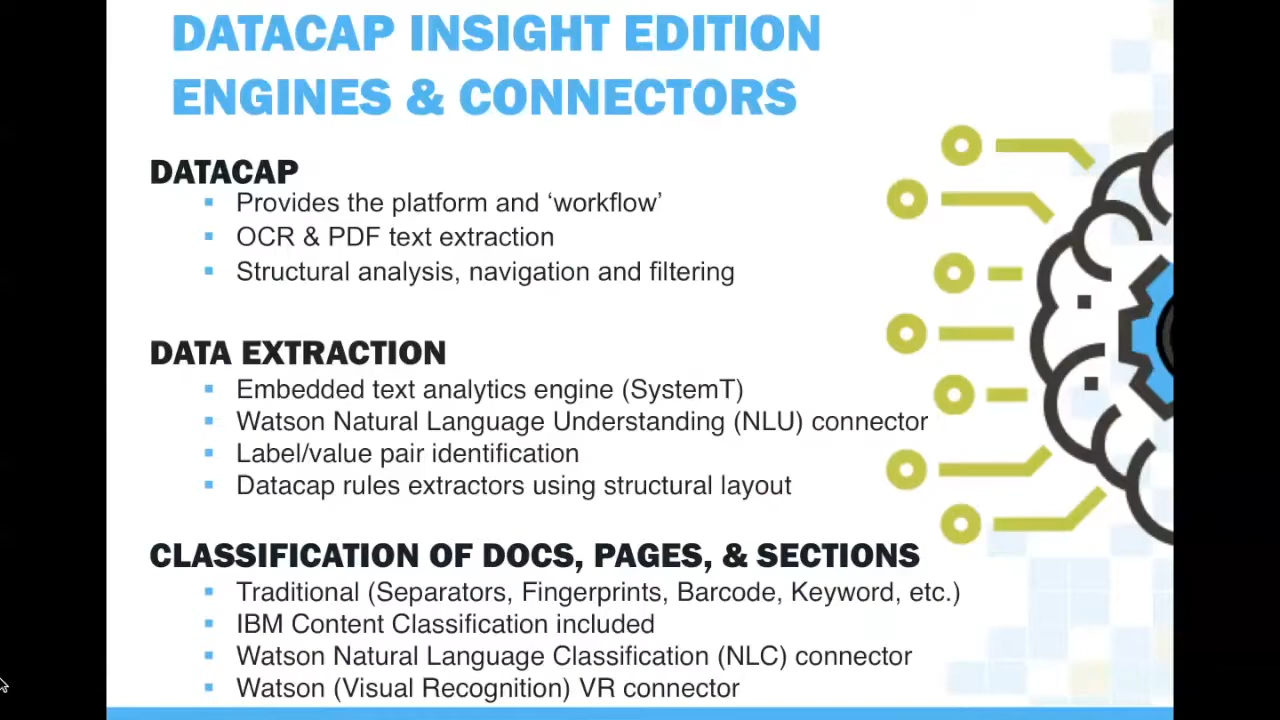 DATACAP INSIGHT EDITION
ENGINES & CONNECTORS
DATACAP
Provides the platform and ‘workflow’
OCR & PDF text extraction
Structural analysis, navigation and filtering
DATA EXTRACTION
Embedded text analytics engine (SystemT)
Watson Natural Language Understanding (NLU) connector
Label/value pair identification
Datacap rules extractors using structural layout
CLASSIFICATION OF DOCS, PAGES, & SECTIONS
Traditional (Separators, Fingerprints, Barcode, Keyword, etc.)
IBM Content Classification included
Watson Natural Language Classification (NLC) connector
Watson (Visual Recognition) VR connector